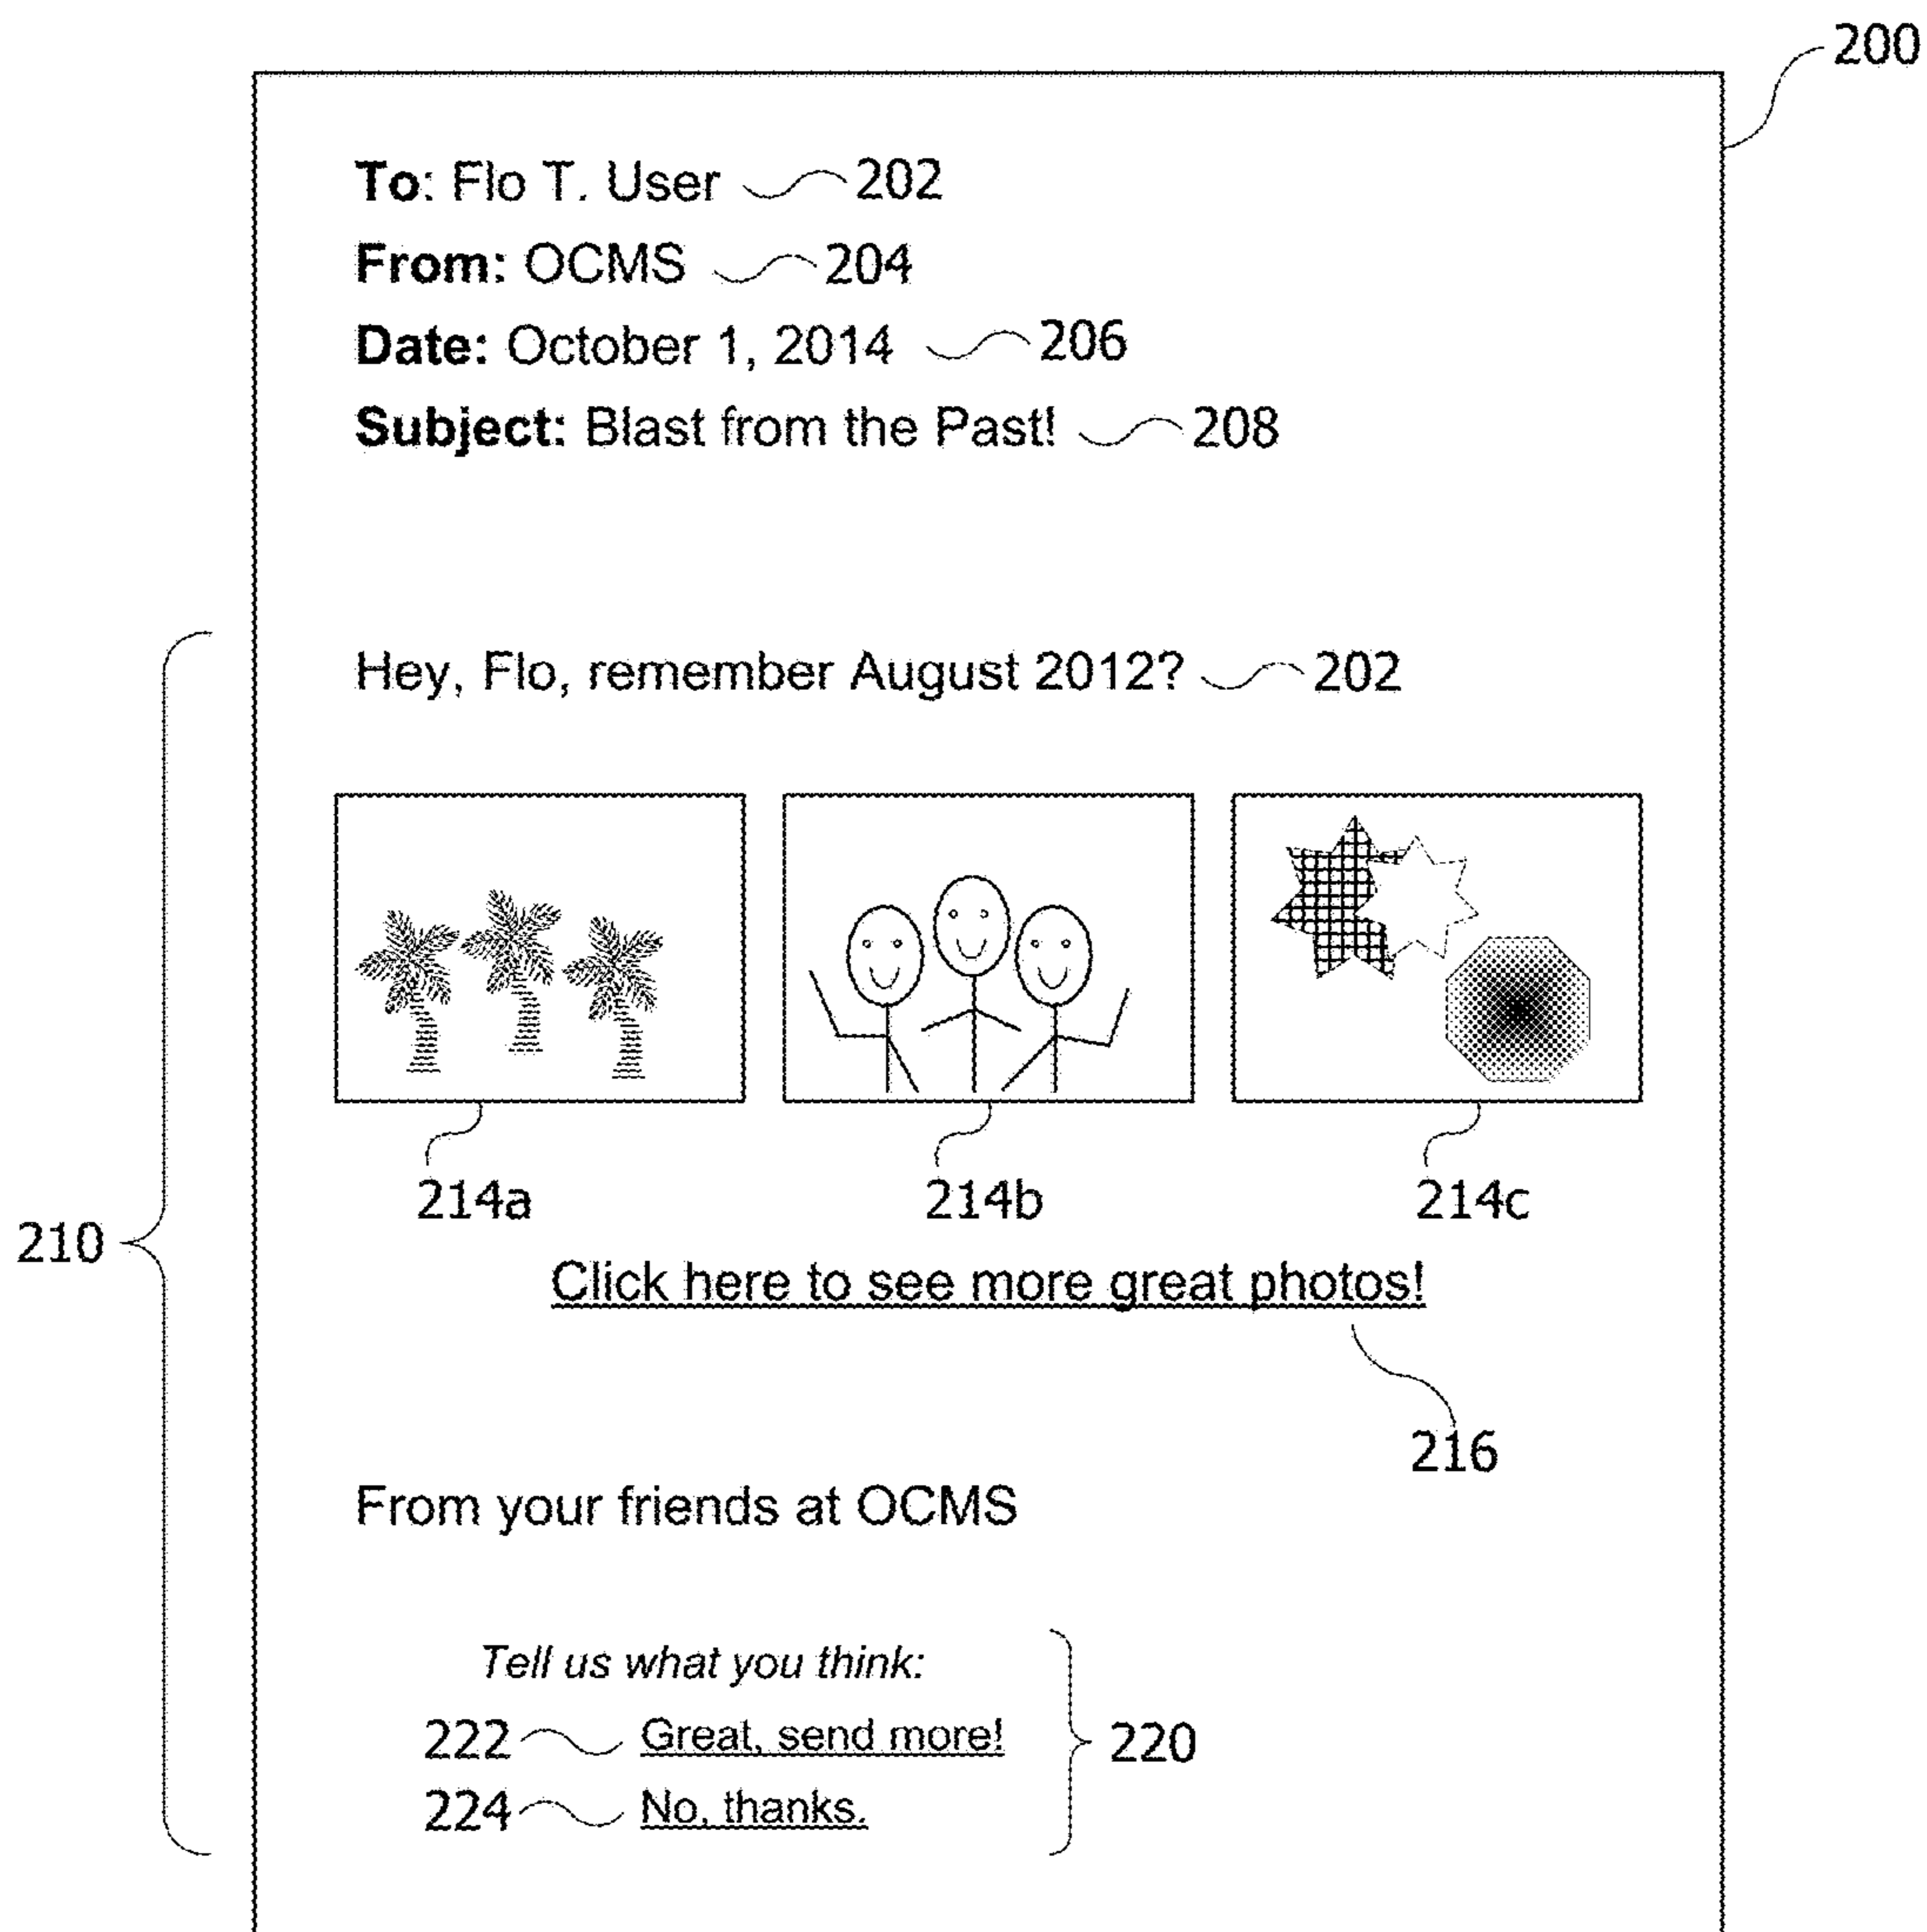 200
To: Flo T. User 202
From: OCMS 204
Date: October 1, 2014 206
Subject: Blast from the Past! 208
Hey, Flo, remember August 2012? 202
214a 214b 214c
210
Click here to see more great photos!
216
From your friends at OCMS
Tell us what you think:
222 Great, send more! 220
224 No, thanks.